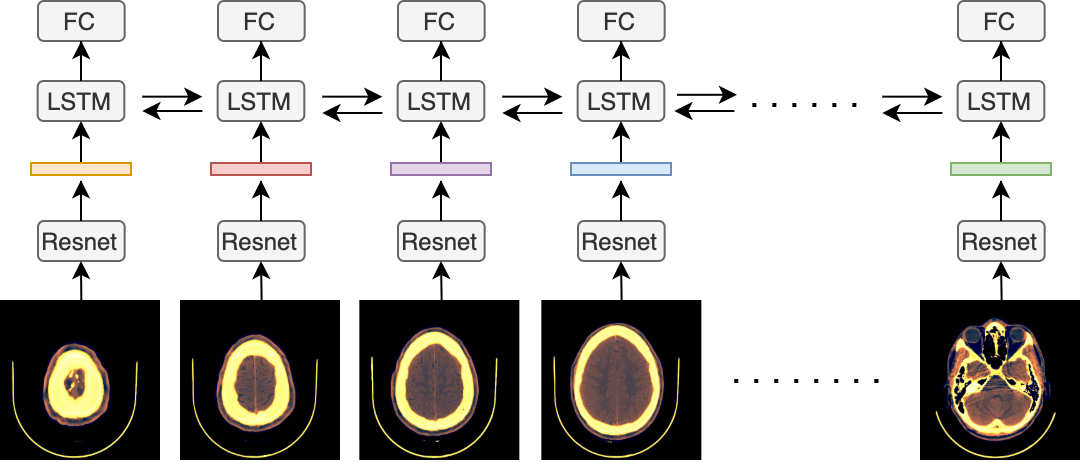 FC FC FC FC FC
LSTM LSTM LSTM LSTM . . . . . . LSTM
Resnet Resnet Resnet Resnet Resnet
. . . . . . . .